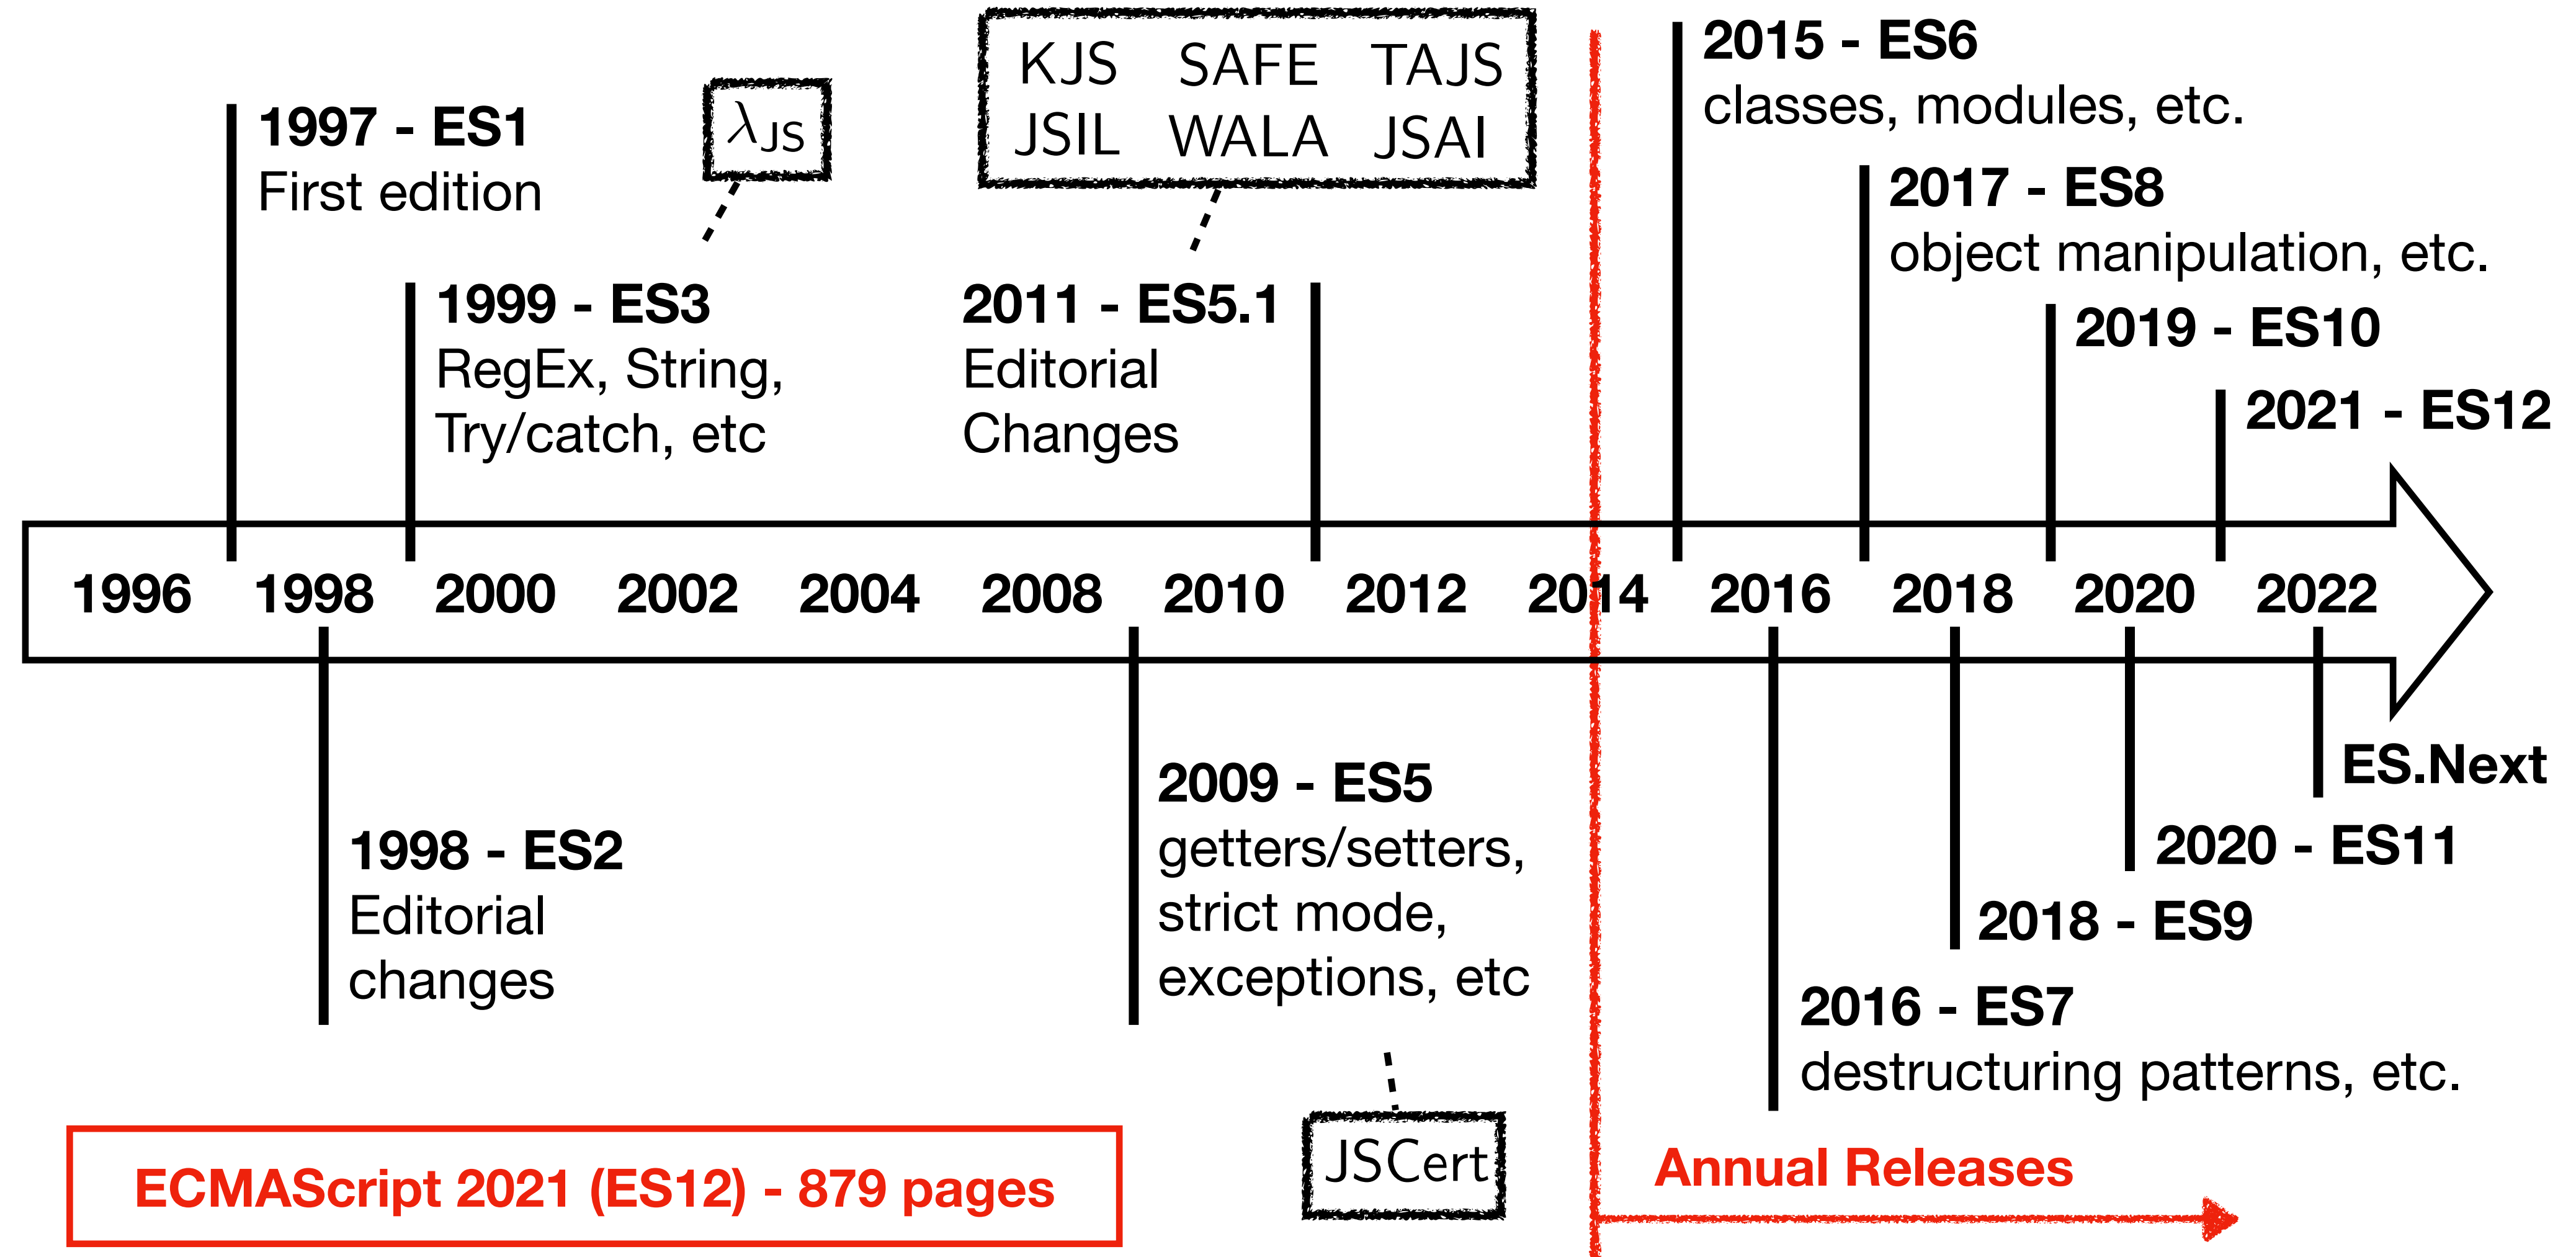 KJS SAFE TAJS
JSIL WALA JSAI
λJS
1997 - ES1
First edition
1999 - ES3
RegEx, String,
Try/catch, etc
2011 - ES5.1
Editorial
Changes
2015 - ES6
classes, modules, etc.
2017 - ES8
object manipulation, etc.
2019 - ES10
2021 - ES12
1996 1998 2000 2002 2004 2008 2010 2012 2014 2016 2018 2020 2022
1998 - ES2
Editorial
changes
2009 - ES5
getters/setters,
strict mode,
exceptions, etc
JSCert
ES.Next
2020 - ES11
2018 - ES9
2016 - ES7
destructuring patterns, etc.
Annual Releases
ECMAScript 2021 (ES12) - 879 pages